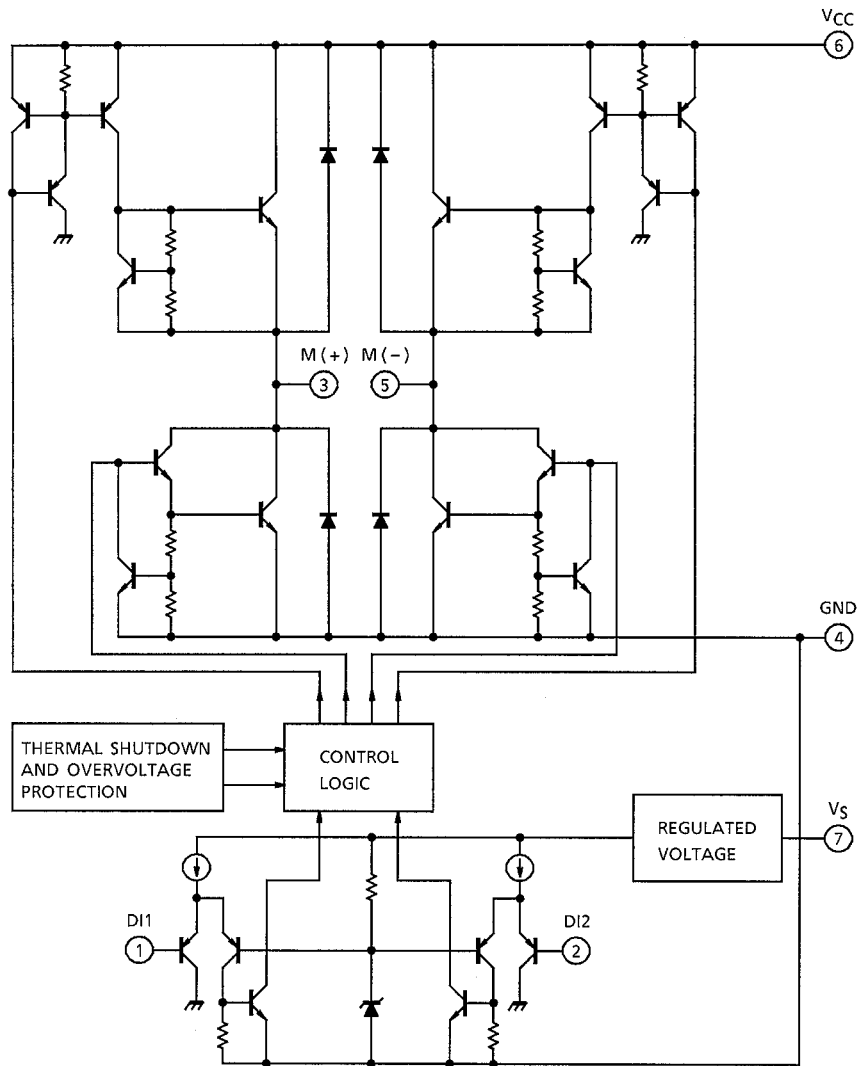 VCC
6
M(+) M(-)
3 5
GND
4
THERMAL SHUTDOWN
AND OVERVOLTAGE
PROTECTION
CONTROL
LOGIC
REGULATED
VOLTAGE
VS
7
DI1
1
DI2
2